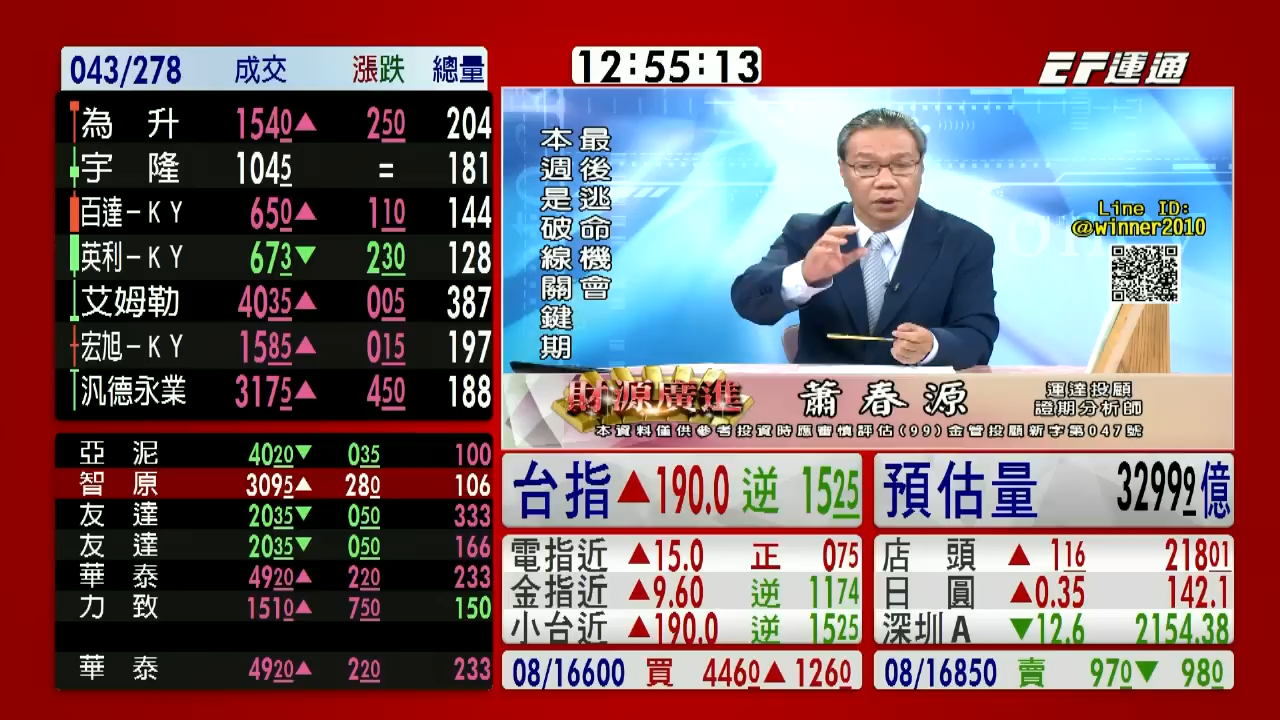 043/278 成交 漲跌 總量
為升 1540▲ 250 204
宇隆 1045 = 181
百達-KY 650▲ 110 144
英利-KY 673▼ 230 128
艾姆勒 4035▲ 005 387
宏旭-KY 1585▲ 015 197
汎德永業 3175▲ 450 188
亞泥 4020▼ 035 100
智原 3095▲ 280 106
友達 2035▼ 050 333
友達 2035▼ 050 166
華泰 4920▲ 220 233
力致 1510▲ 750 150
華泰 4920▲ 220 233
12:55:13
EF運通
最後逃命機會
本週是破線關鍵期
Line ID:
@winner2010
財源廣進
蕭春源
運達投顧
證期分析師
本資料僅供參考投資時應審慎評估(99)金管投顧新字第047號
台指▲190.0 逆 1525
預估量 32999億
電指近▲15.0 正 075
金指近▲9.60 逆 1174
小台近▲190.0 逆 1525
店頭▲116 21801
日圓▲0.35 142.1
深圳A▼12.6 2154.38
08/16600 買 4460▲1260
08/16850 賣 970▼980